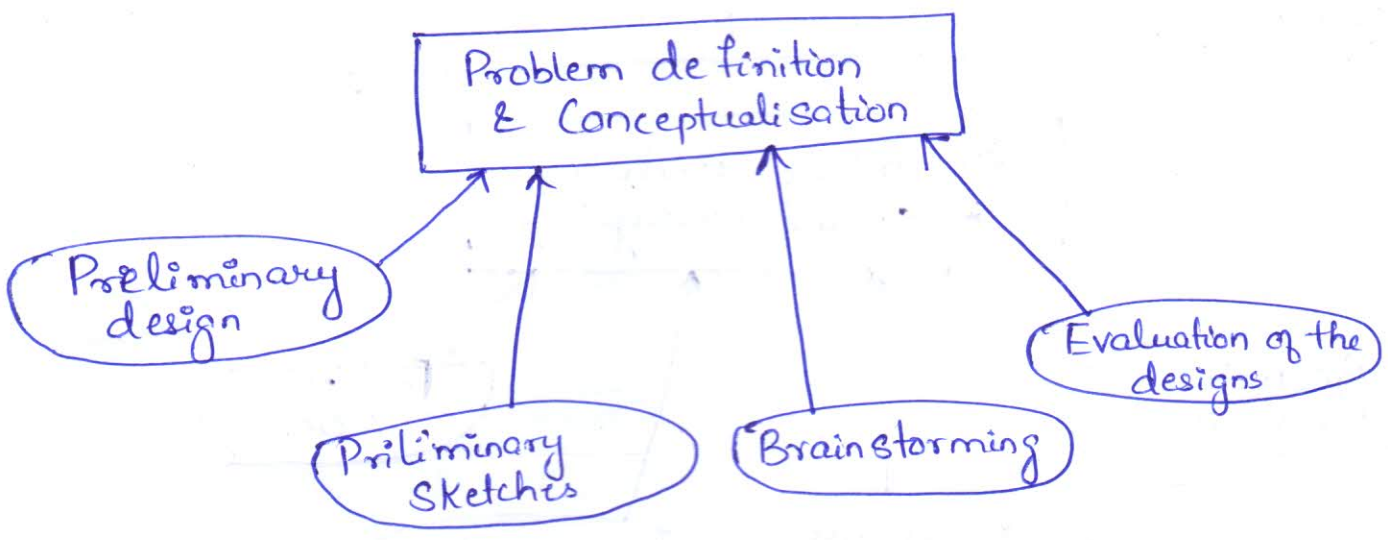 Problem definition
& Conceptualisation
Preliminary
design
Evaluation of the
designs
Priliminary
Sketches
Brainstorming